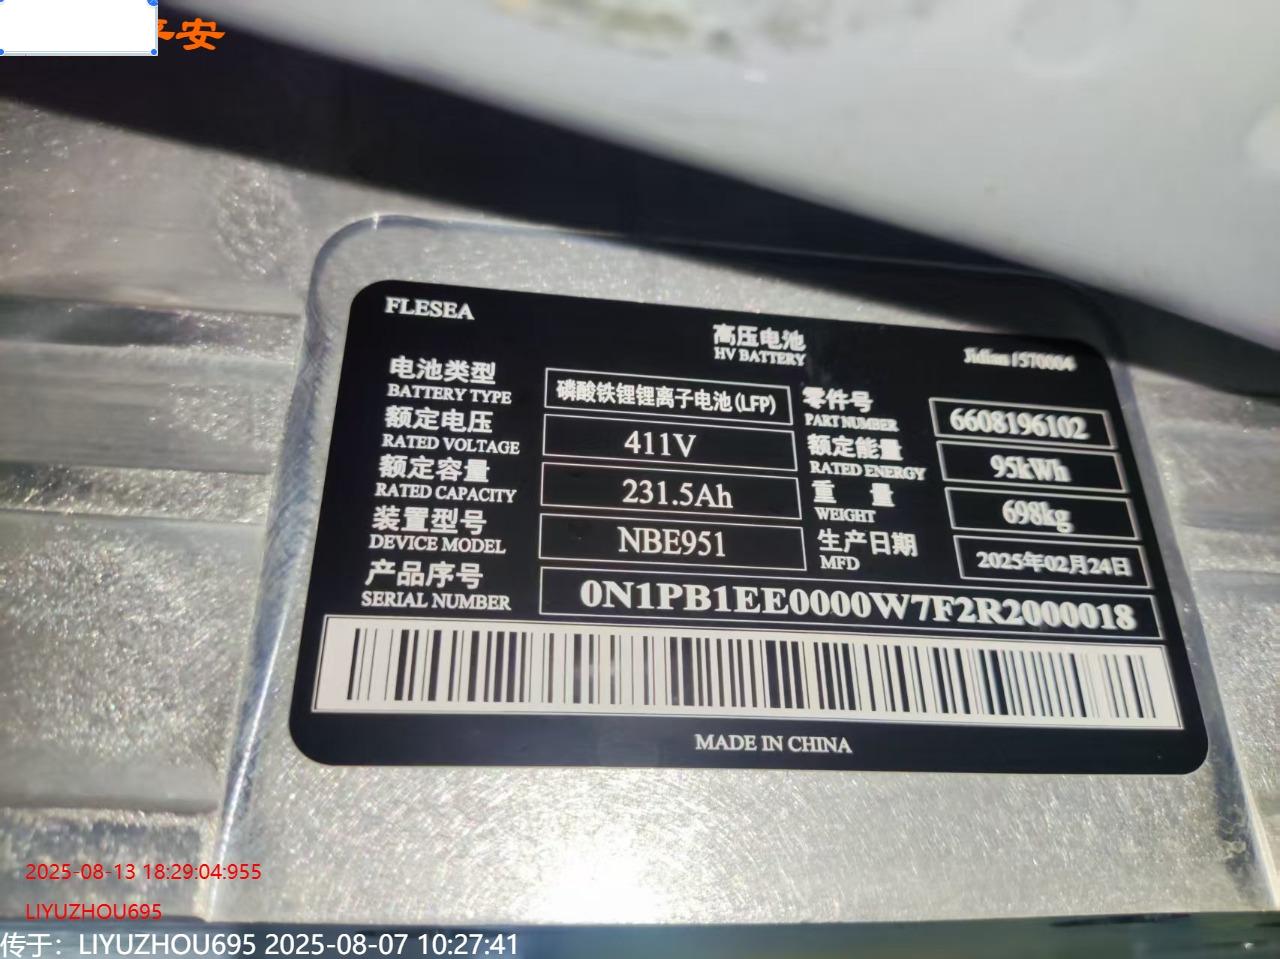 平安
FLESEA
高压电池
HV BATTERY
Jidian 1570004
电池类型
BATTERY TYPE
磷酸铁锂锂离子电池(LFP)
零件号
PART NUMBER
6608196102
额定电压
RATED VOLTAGE
411V
额定能量
RATED ENERGY
95kWh
额定容量
RATED CAPACITY
231.5Ah
重 量
WEIGHT
698kg
装置型号
DEVICE MODEL
NBE951
生产日期
MFD
2025年02月24日
产品序号
SERIAL NUMBER
0N1PB1EE0000W7F2R2000018
MADE IN CHINA
2025-08-13 18:29:04:955
LIYUZHOU695
传于：LIYUZHOU695 2025-08-07 10:27:41